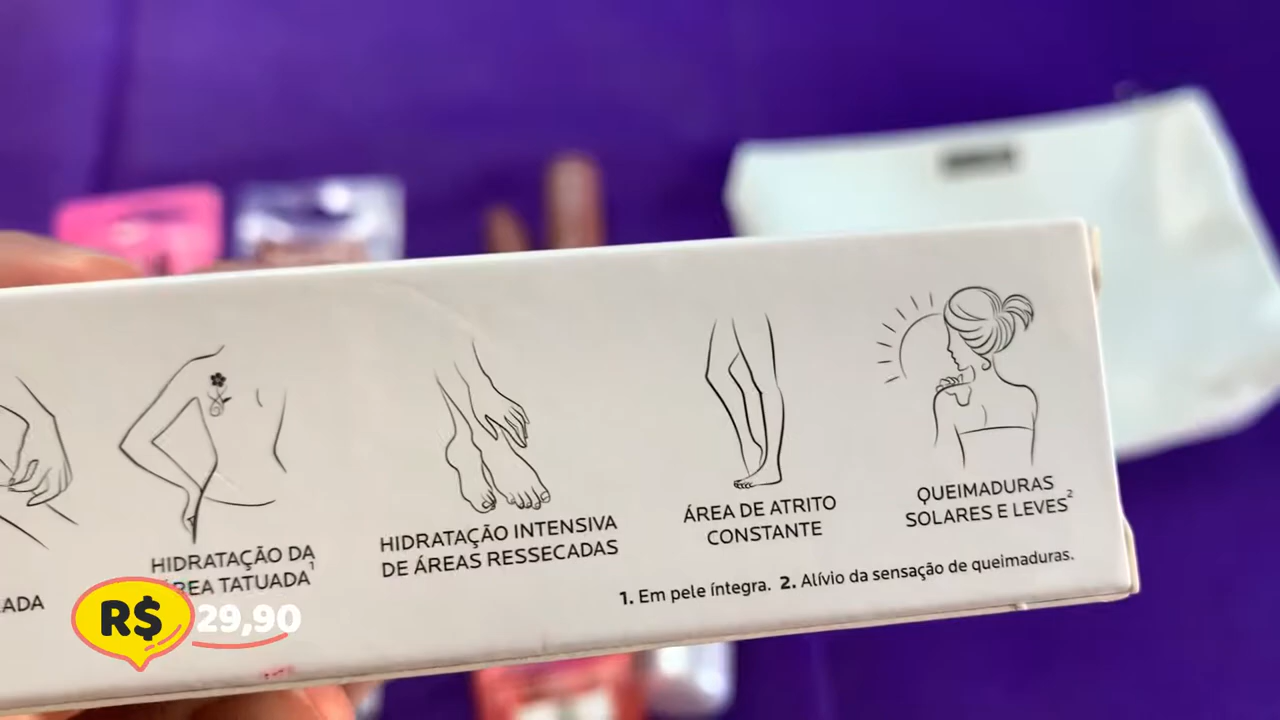 HIDRATAÇÃO DA
ÁREA TATUADA¹
HIDRATAÇÃO INTENSIVA
DE ÁREAS RESSECADAS
ÁREA DE ATRITO
CONSTANTE
QUEIMADURAS
SOLARES E LEVES²
1. Em pele íntegra. 2. Alívio da sensação de queimaduras.
R$ 29,90